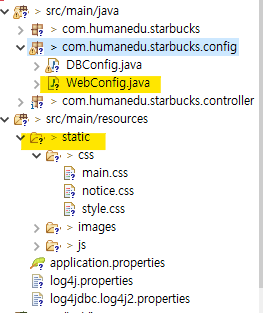 > src/main/java
> com.humanedu.starbucks
> com.humanedu.starbucks.config
DBConfig.java
> WebConfig.java
> com.humanedu.starbucks.controller
> src/main/resources
> static
> css
main.css
notice.css
style.css
> images
> js
application.properties
log4j.properties
log4jdbc.log4j2.properties